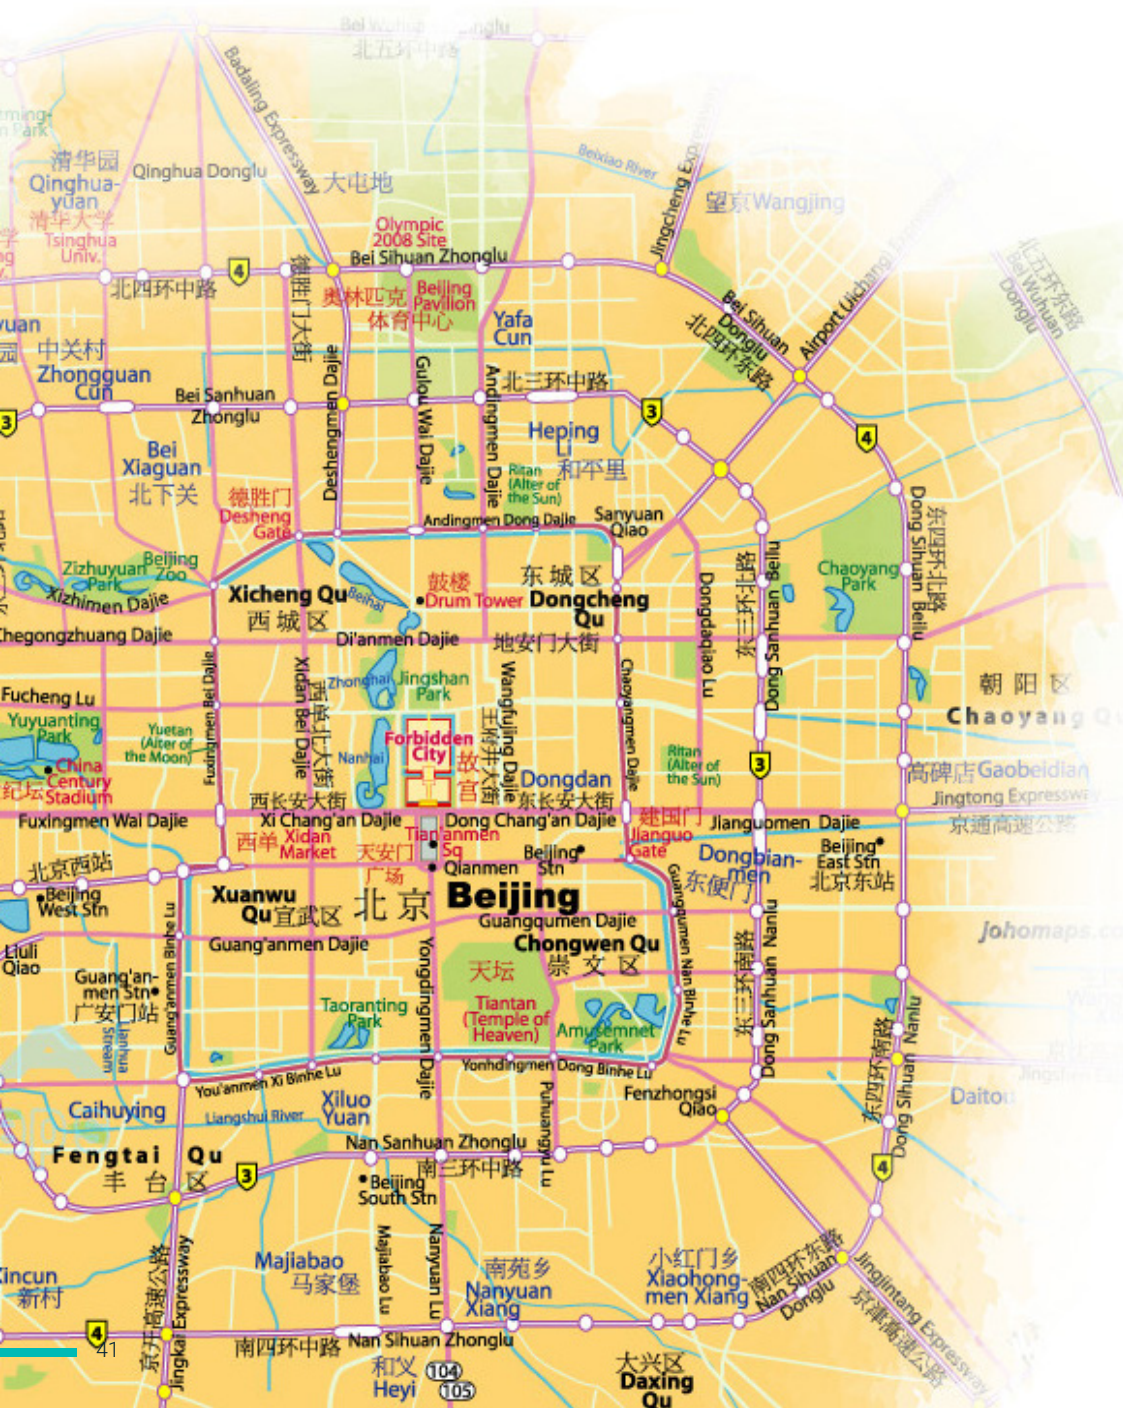 Bei Wuhuan Zhonglu
北五环中路
Badaling Expressway
Beixiao River
Jingcheng Expressway
清华园
Qinghua-
yuan
Qinghua Donglu
大屯地
望京Wangjing
清华大学
Tsinghua
Univ.
Olympic
2008 Site
Bei Sihuan Zhonglu
4
北四环中路
德胜门大街
奥林匹克
体育中心
Beijing
Pavilion
Yafa
Cun
Bei Sihuan
Donglu
北四环东路
北五环东路
Bei Wuhuan
Donglu
中关村
Zhongguan
Cun
Bei Sanhuan
Zhonglu
3
Deshengmen Dajie
Gulou Wai Dajie
Andingmen Dajie
北三环中路
3
4
Heping
Li
和平里
Bei
Xiaguan
北下关
Ritan
(Alter of
the Sun)
德胜门
Desheng
Gate
Andingmen Dong Dajie
Sanyuan
Qiao
Dong Sihuan Beilu
东四环北路
Zizhuyuan
Park
Beijing
Zoo
Xizhimen Dajie
Xicheng Qu
西城区
Beihai
鼓楼
Drum Tower
东城区
Dongcheng
Qu
Dongdaqiao Lu
东三环北路
Dong Sanhuan Beilu
Chaoyang
Park
Chegongzhuang Dajie
Di'anmen Dajie
地安门大街
Fucheng Lu
Fuxingmen Bei Dajie
Xidan Bei Dajie
西单北大街
Zhonghai
Jingshan
Park
Wangfujing Dajie
王府井大街
Chaoyangmen Dajie
朝阳区
Chaoyang Qu
Yuyuanting
Park
Yuetan
(Alter of
the Moon)
Nanhai
Forbidden
City
故
宫
Ritan
(Alter of
the Sun)
China
Century
Stadium
纪坛
Dongdan
3
高碑店Gaobeidian
西长安大街
东长安大街
Jingtong Expressway
京通高速公路
Fuxingmen Wai Dajie
Xi Chang'an Dajie
Dong Chang'an Dajie
建国门
Jianguo
Gate
Jianguomen Dajie
西单
Xidan
Market
天安门
广场
Tian'anmen
Sq
Qianmen
Beijing
Stn
Dongbian-
men
东便门
Beijing
East Stn
北京东站
北京西站
Beijing
West Stn
Xuanwu
Qu宣武区
北京
Beijing
Guangqumen Dajie
Guangqumen Nan Binhe Lu
johomaps.co
Liuli
Qiao
Guang'anmen Binhe Lu
Guang'anmen Dajie
Chongwen Qu
崇文区
Guang'an-
men Stn
广安门站
Lianhua
Stream
Yongdingmen Dajie
天坛
Tiantan
(Temple of
Heaven)
Taoranting
Park
Amusemnet
Park
东三环南路
Dong Sanhuan Nanlu
东四环南路
Dong Sihuan Nanlu
You'anmen Xi Binhe Lu
Yonhdingmen Dong Binhe Lu
Caihuying
Liangshui River
Xiluo
Yuan
Puhuangyu Lu
Fenzhongsi
Qiao
Daitou
Fengtai Qu
丰台区
3
Nan Sanhuan Zhonglu
南三环中路
Beijing
South Stn
4
Majiabao
马家堡
Majiabao Lu
Nanyuan Lu
南苑乡
Nanyuan
Xiang
小红门乡
Xiaohong-
men Xiang
南四环东路
Nan Sihuan
Donglu
Jingjintang Expressway
京津高速公路
新村
京开高速公路
Jingkai Expressway
4
41
南四环中路
Nan Sihuan Zhonglu
和义
Heyi
104
105
大兴区
Daxing
Qu